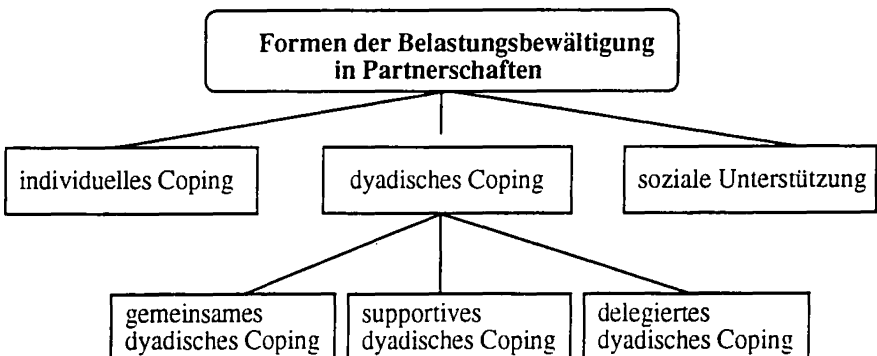 Formen der Belastungsbewältigung
in Partnerschaften
individuelles Coping
dyadisches Coping
soziale Unterstützung
gemeinsames
dyadisches Coping
supportives
dyadisches Coping
delegiertes
dyadisches Coping